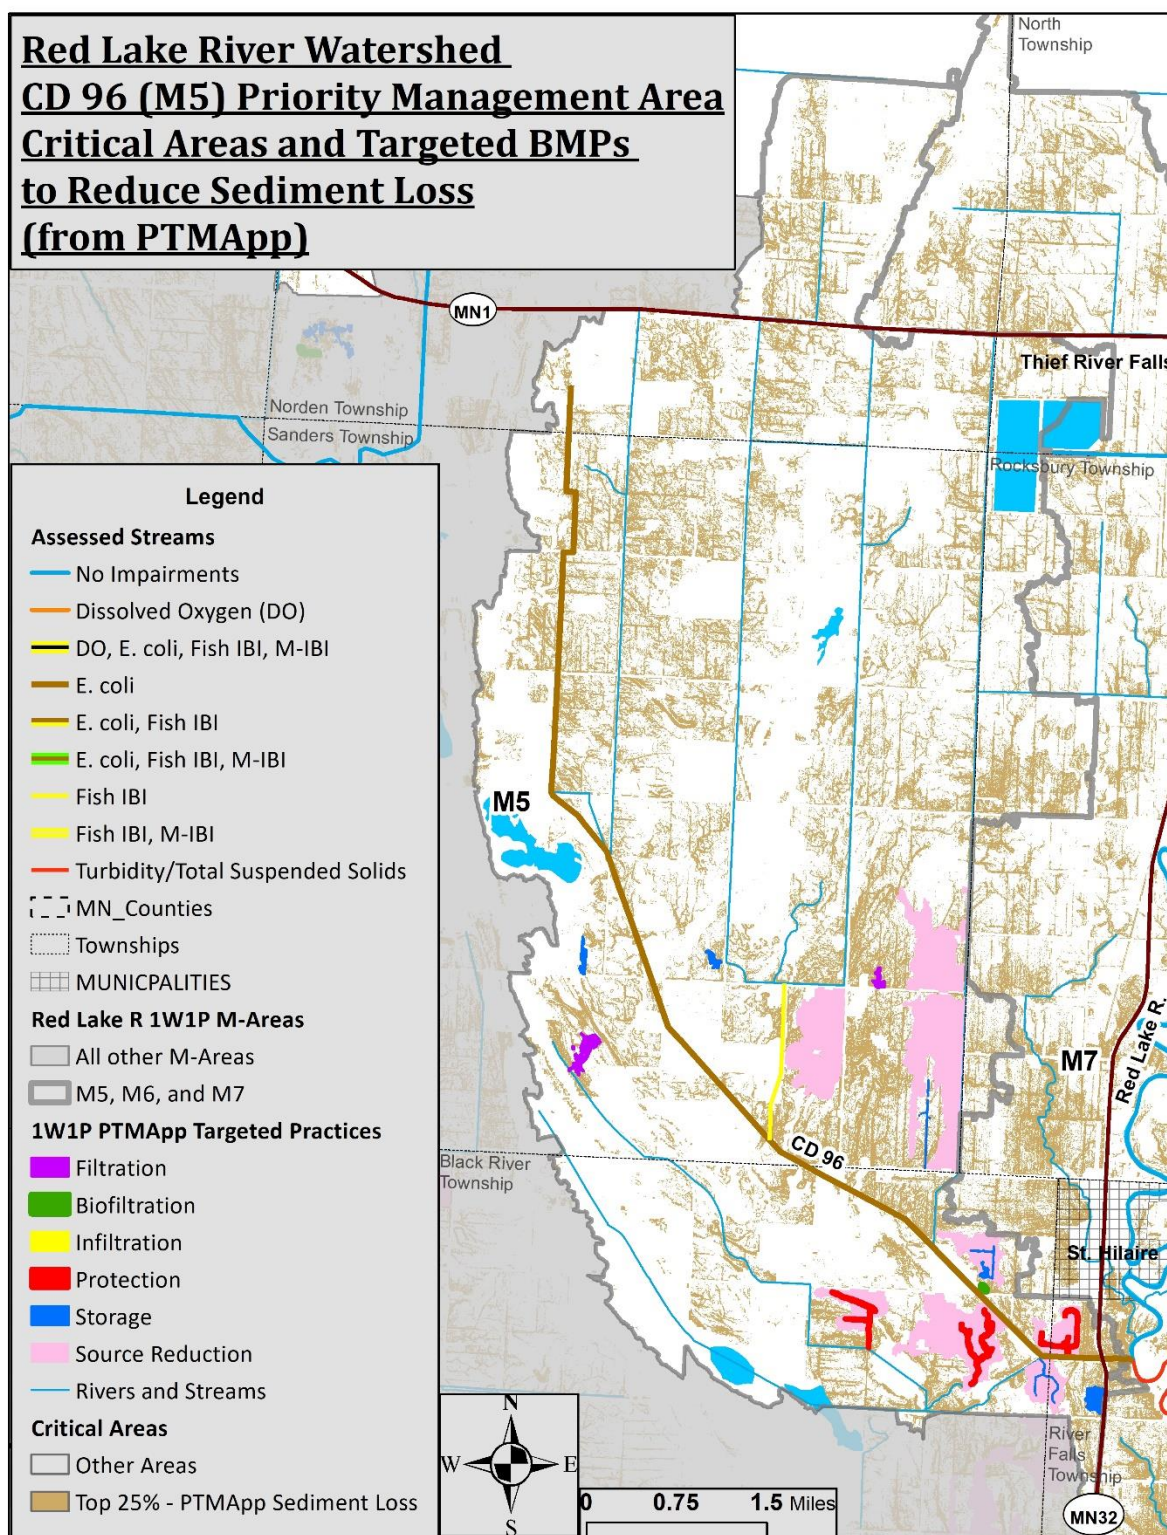 Red Lake River Watershed
CD 96 (M5) Priority Management Area
Critical Areas and Targeted BMPs
to Reduce Sediment Loss
(from PTMApp)
North
Township
MN1
Thief River Falls
Norden Township
Sanders Township
Rocksbury Township
Legend
Assessed Streams
No Impairments
Dissolved Oxygen (DO)
DO, E. coli, Fish IBI, M-IBI
E. coli
E. coli, Fish IBI
E. coli, Fish IBI, M-IBI
Fish IBI
Fish IBI, M-IBI
Turbidity/Total Suspended Solids
MN_Counties
Townships
MUNICPALITIES
Red Lake R 1W1P M-Areas
All other M-Areas
M5, M6, and M7
1W1P PTMApp Targeted Practices
Filtration
Biofiltration
Infiltration
Protection
Storage
Source Reduction
Rivers and Streams
Critical Areas
Other Areas
Top 25% - PTMApp Sediment Loss
M5
M7
Red Lake R.
CD 96
Black River
Township
St. Hilaire
River
Falls
Township
MN32
N
W
E
S
0 0.75 1.5 Miles